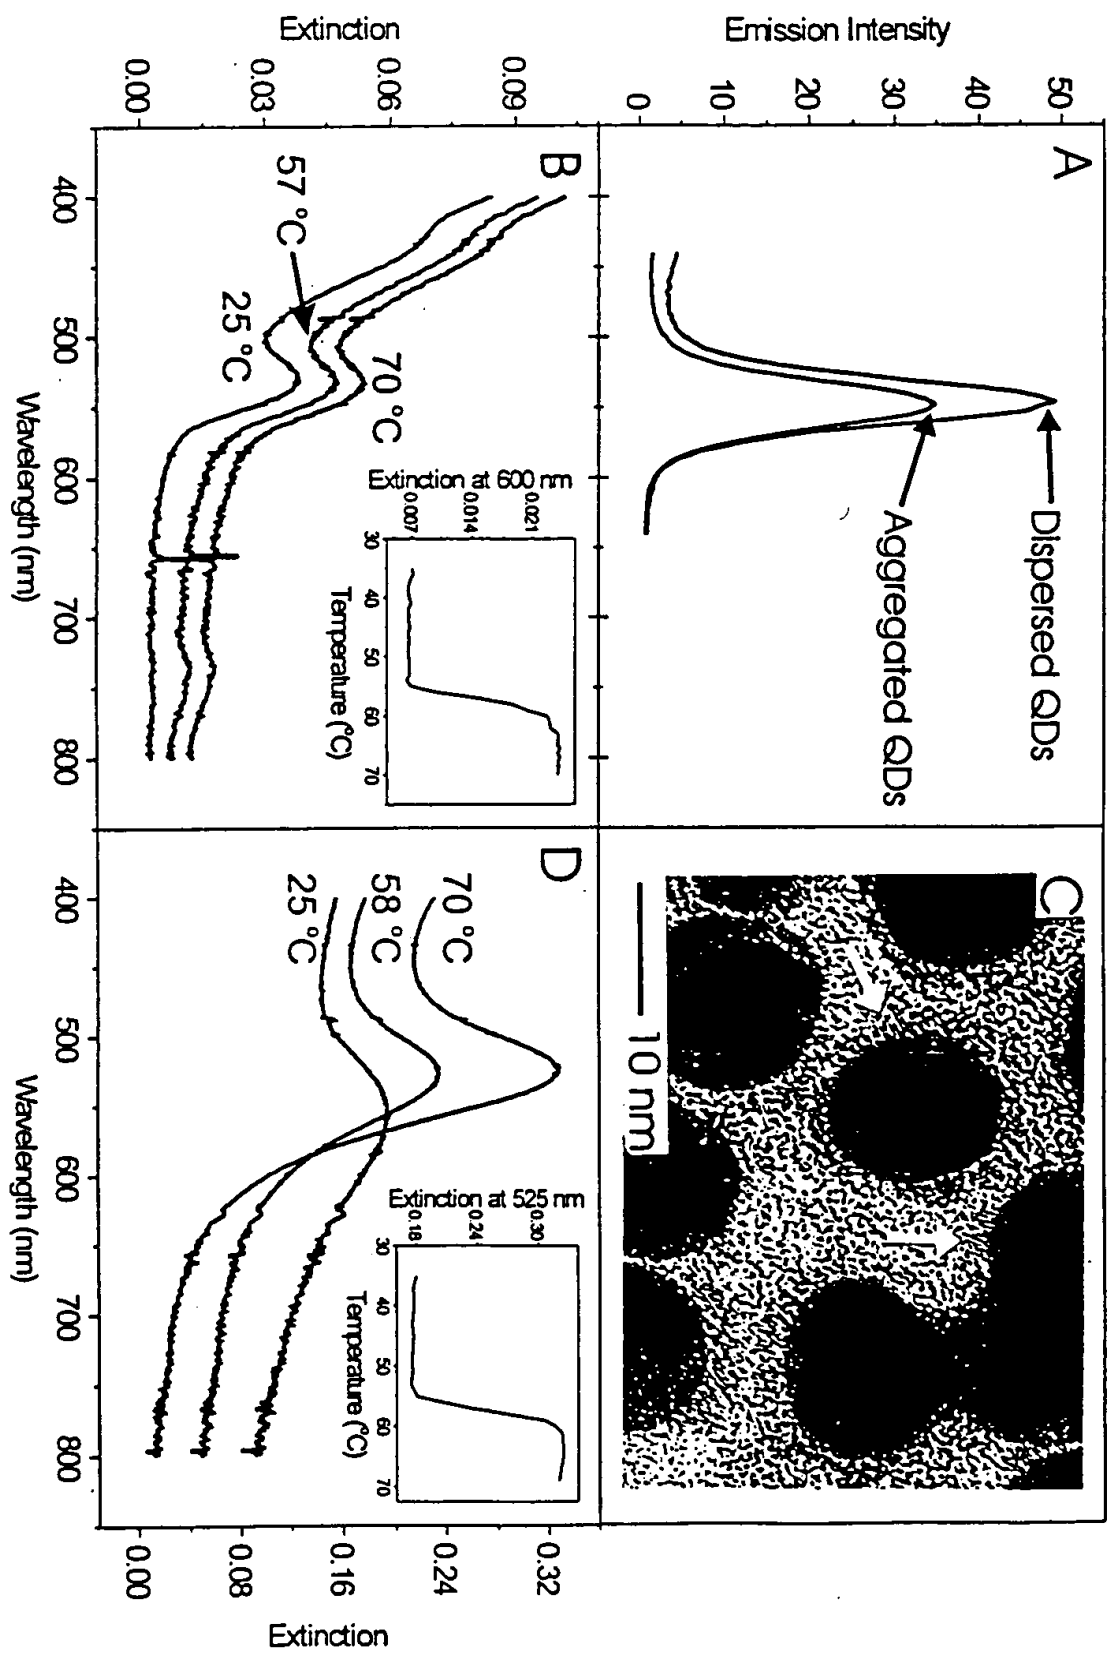 A
Emission Intensity
50
40
30
20
10
0
Dispersed QDs
Aggregated QDs
B
Extinction
0.09
0.06
0.03
0.00
57 °C
25 °C
70 °C
400
500
600
700
800
Wavelength (nm)
Extinction at 600 nm
0.021
0.014
0.007
30
40
50
60
70
Temperature (°C)
C
10 nm
D
70 °C
58 °C
25 °C
400
500
600
700
800
Wavelength (nm)
0.32
0.24
0.16
0.08
0.00
Extinction
Extinction at 525 nm
0.30
0.24
0.18
30
40
50
60
70
Temperature (°C)